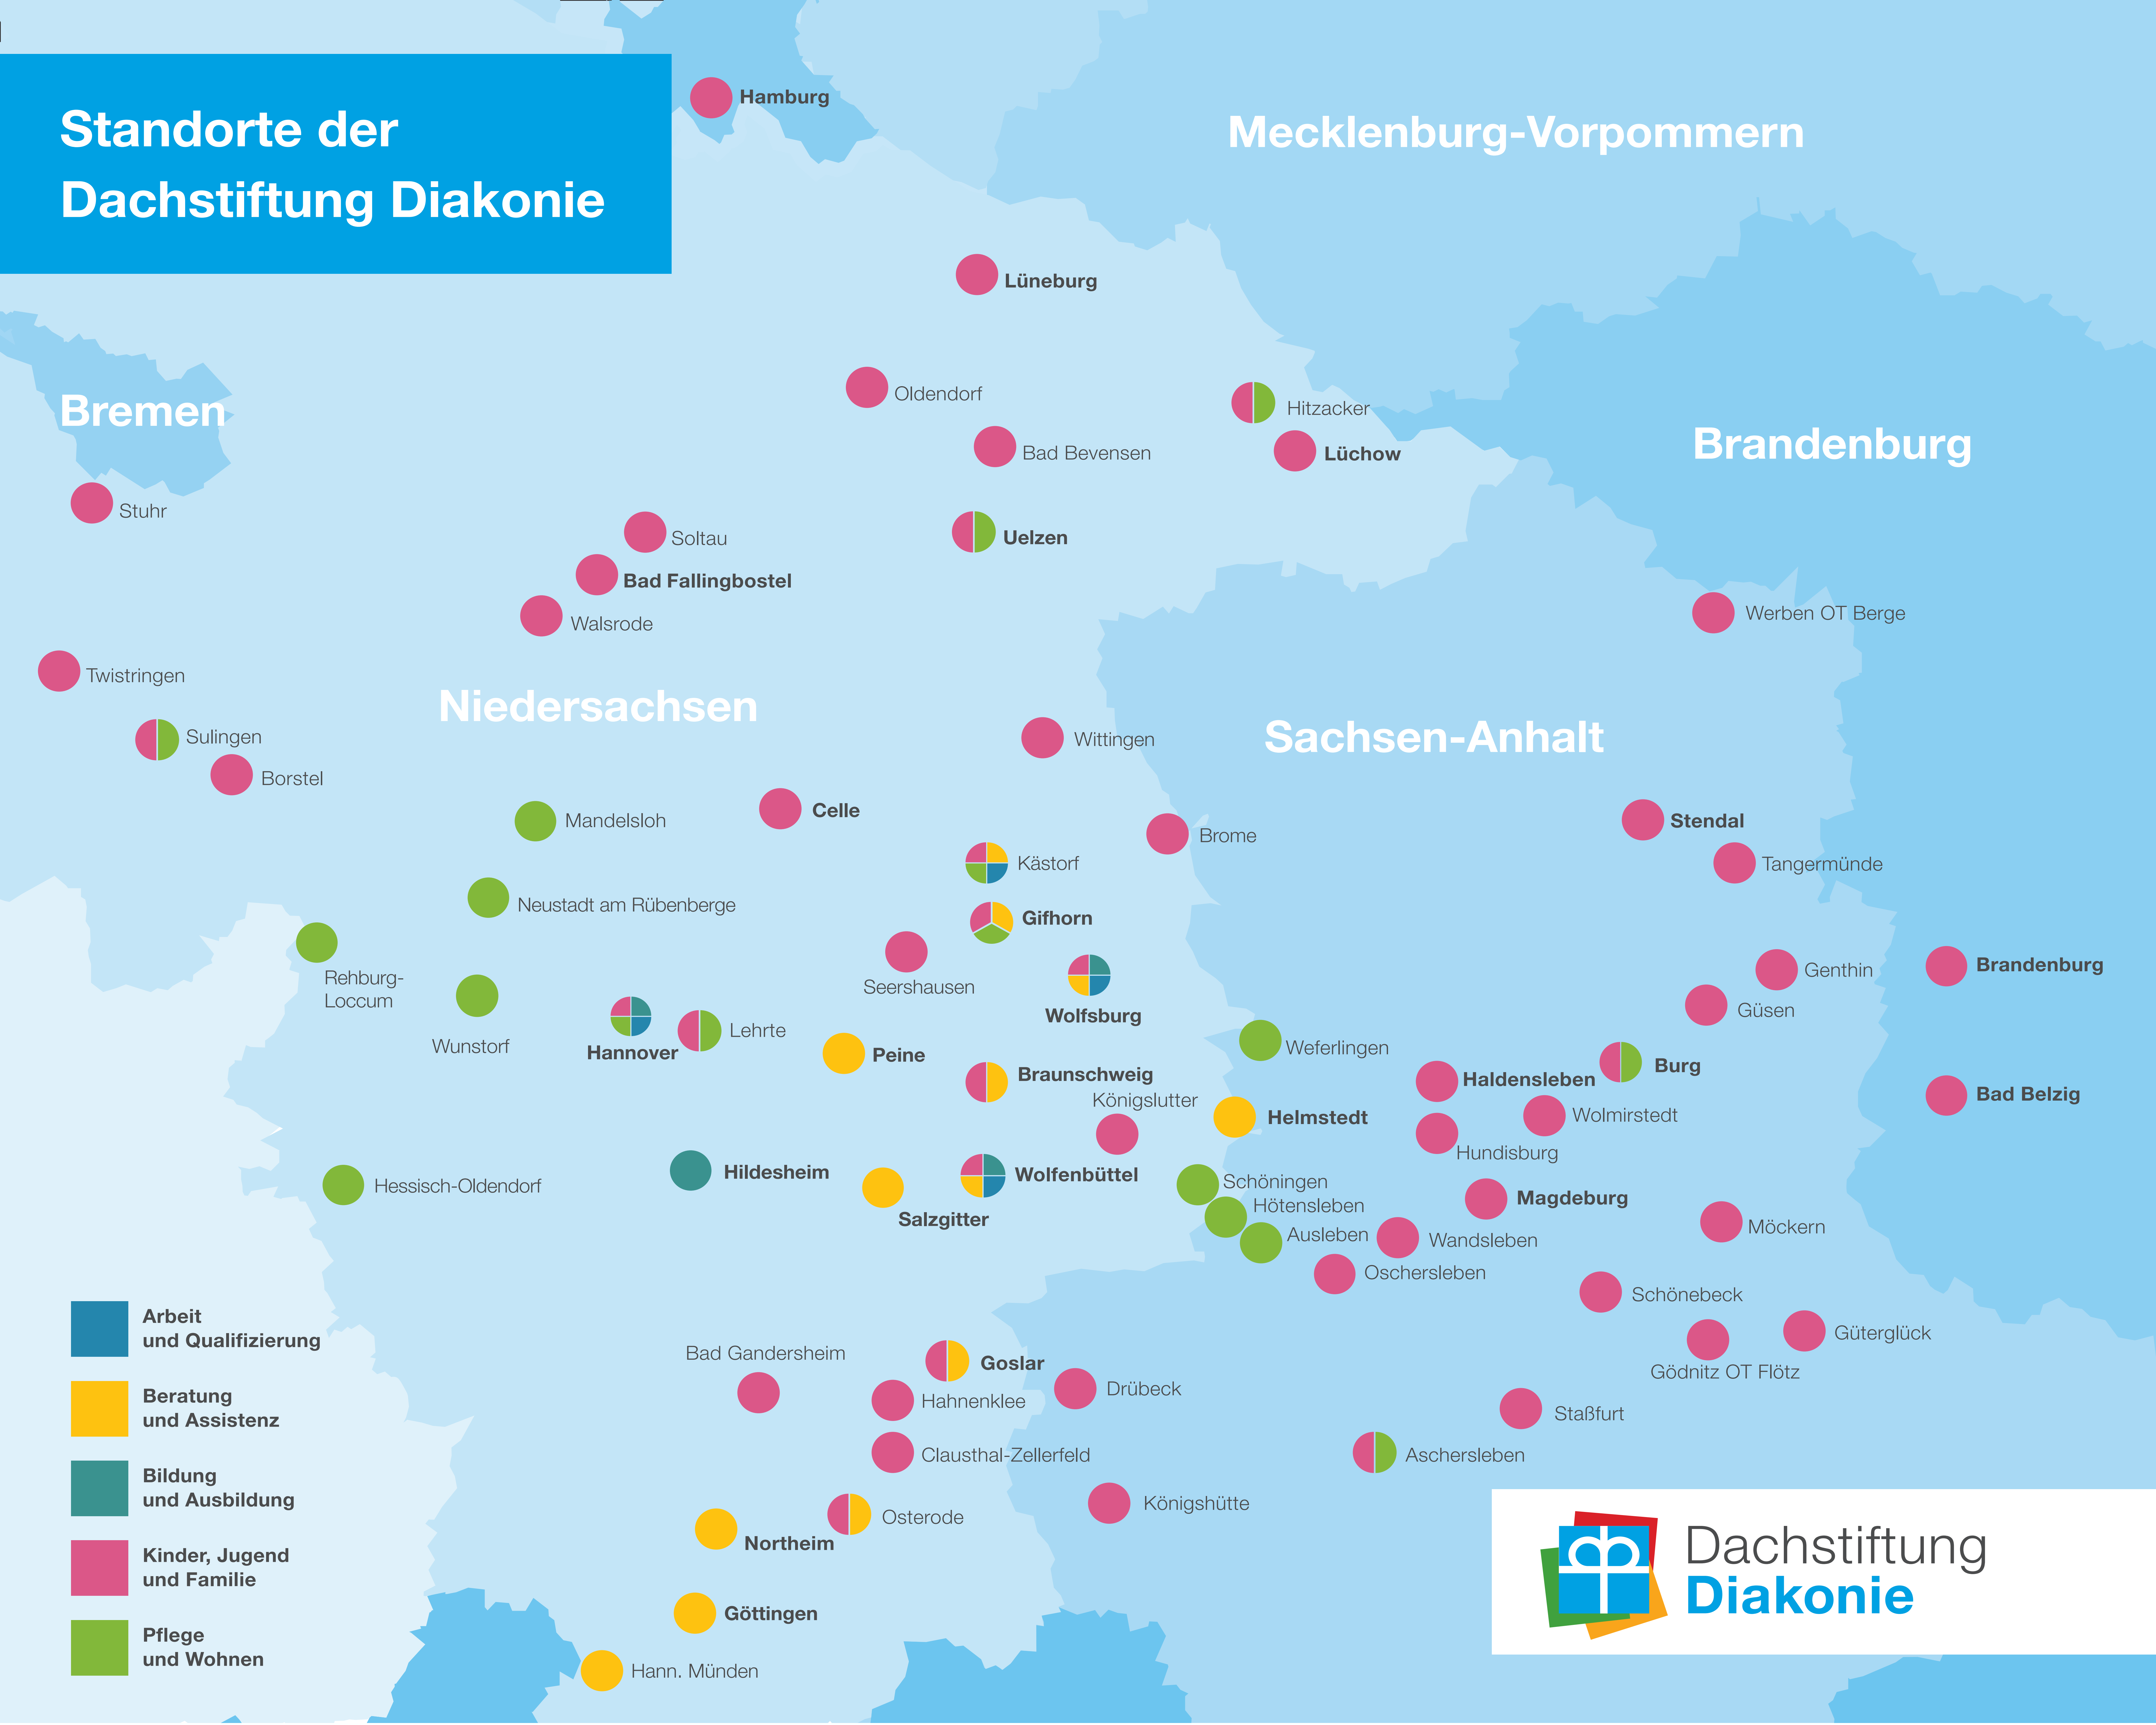 Standorte der
Dachstiftung Diakonie
Hamburg
Mecklenburg-Vorpommern
Lüneburg
Bremen
Oldendorf
Hitzacker
Brandenburg
Bad Bevensen
Lüchow
Stuhr
Soltau
Uelzen
Bad Fallingbostel
Walsrode
Werben OT Berge
Twistringen
Niedersachsen
Sulingen
Wittingen
Sachsen-Anhalt
Borstel
Mandelsloh
Celle
Brome
Stendal
Kästorf
Tangermünde
Neustadt am Rübenberge
Gifhorn
Rehburg-
Loccum
Seershausen
Genthin
Brandenburg
Güsen
Wolfsburg
Wunstorf
Hannover
Lehrte
Peine
Weferlingen
Braunschweig
Königslutter
Haldensleben
Burg
Bad Belzig
Helmstedt
Wolmirstedt
Hundisburg
Hessisch-Oldendorf
Hildesheim
Wolfenbüttel
Salzgitter
Schöningen
Hötensleben
Ausleben
Magdeburg
Wandsleben
Möckern
Oschersleben
Schönebeck
Güterglück
Gödnitz OT Flötz
Bad Gandersheim
Goslar
Hahnenklee
Drübeck
Staßfurt
Clausthal-Zellerfeld
Aschersleben
Königshütte
Osterode
Northeim
Göttingen
Hann. Münden
Arbeit
und Qualifizierung
Beratung
und Assistenz
Bildung
und Ausbildung
Kinder, Jugend
und Familie
Pflege
und Wohnen
Dachstiftung
Diakonie